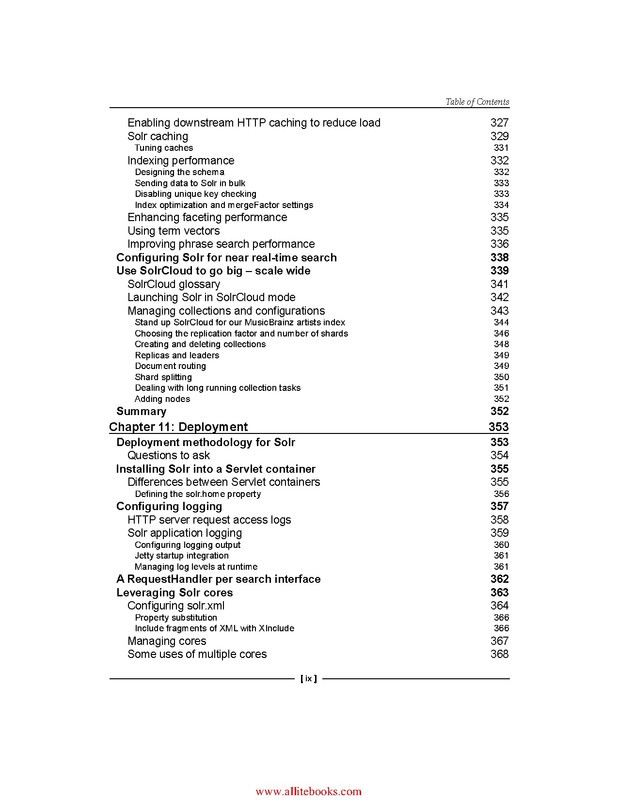 Table of Contents
Enabling downstream HTTP caching to reduce load 327
Solr caching 329
Tuning caches 331
Indexing performance 332
Designing the schema 332
Sending data to Solr in bulk 333
Disabling unique key checking 333
Index optimization and mergeFactor settings 334
Enhancing faceting performance 335
Using term vectors 335
Improving phrase search performance 336
Configuring Solr for near real-time search 338
Use SolrCloud to go big – scale wide 339
SolrCloud glossary 341
Launching Solr in SolrCloud mode 342
Managing collections and configurations 343
Stand up SolrCloud for our MusicBrainz artists index 344
Choosing the replication factor and number of shards 346
Creating and deleting collections 348
Replicas and leaders 349
Document routing 349
Shard splitting 350
Dealing with long running collection tasks 351
Adding nodes 352
Summary 352
Chapter 11: Deployment 353
Deployment methodology for Solr 353
Questions to ask 354
Installing Solr into a Servlet container 355
Differences between Servlet containers 355
Defining the solr.home property 356
Configuring logging 357
HTTP server request access logs 358
Solr application logging 359
Configuring logging output 360
Jetty startup integration 361
Managing log levels at runtime 361
A RequestHandler per search interface 362
Leveraging Solr cores 363
Configuring solr.xml 364
Property substitution 366
Include fragments of XML with XInclude 366
Managing cores 367
Some uses of multiple cores 368
[ ix ]
www.allitebooks.com